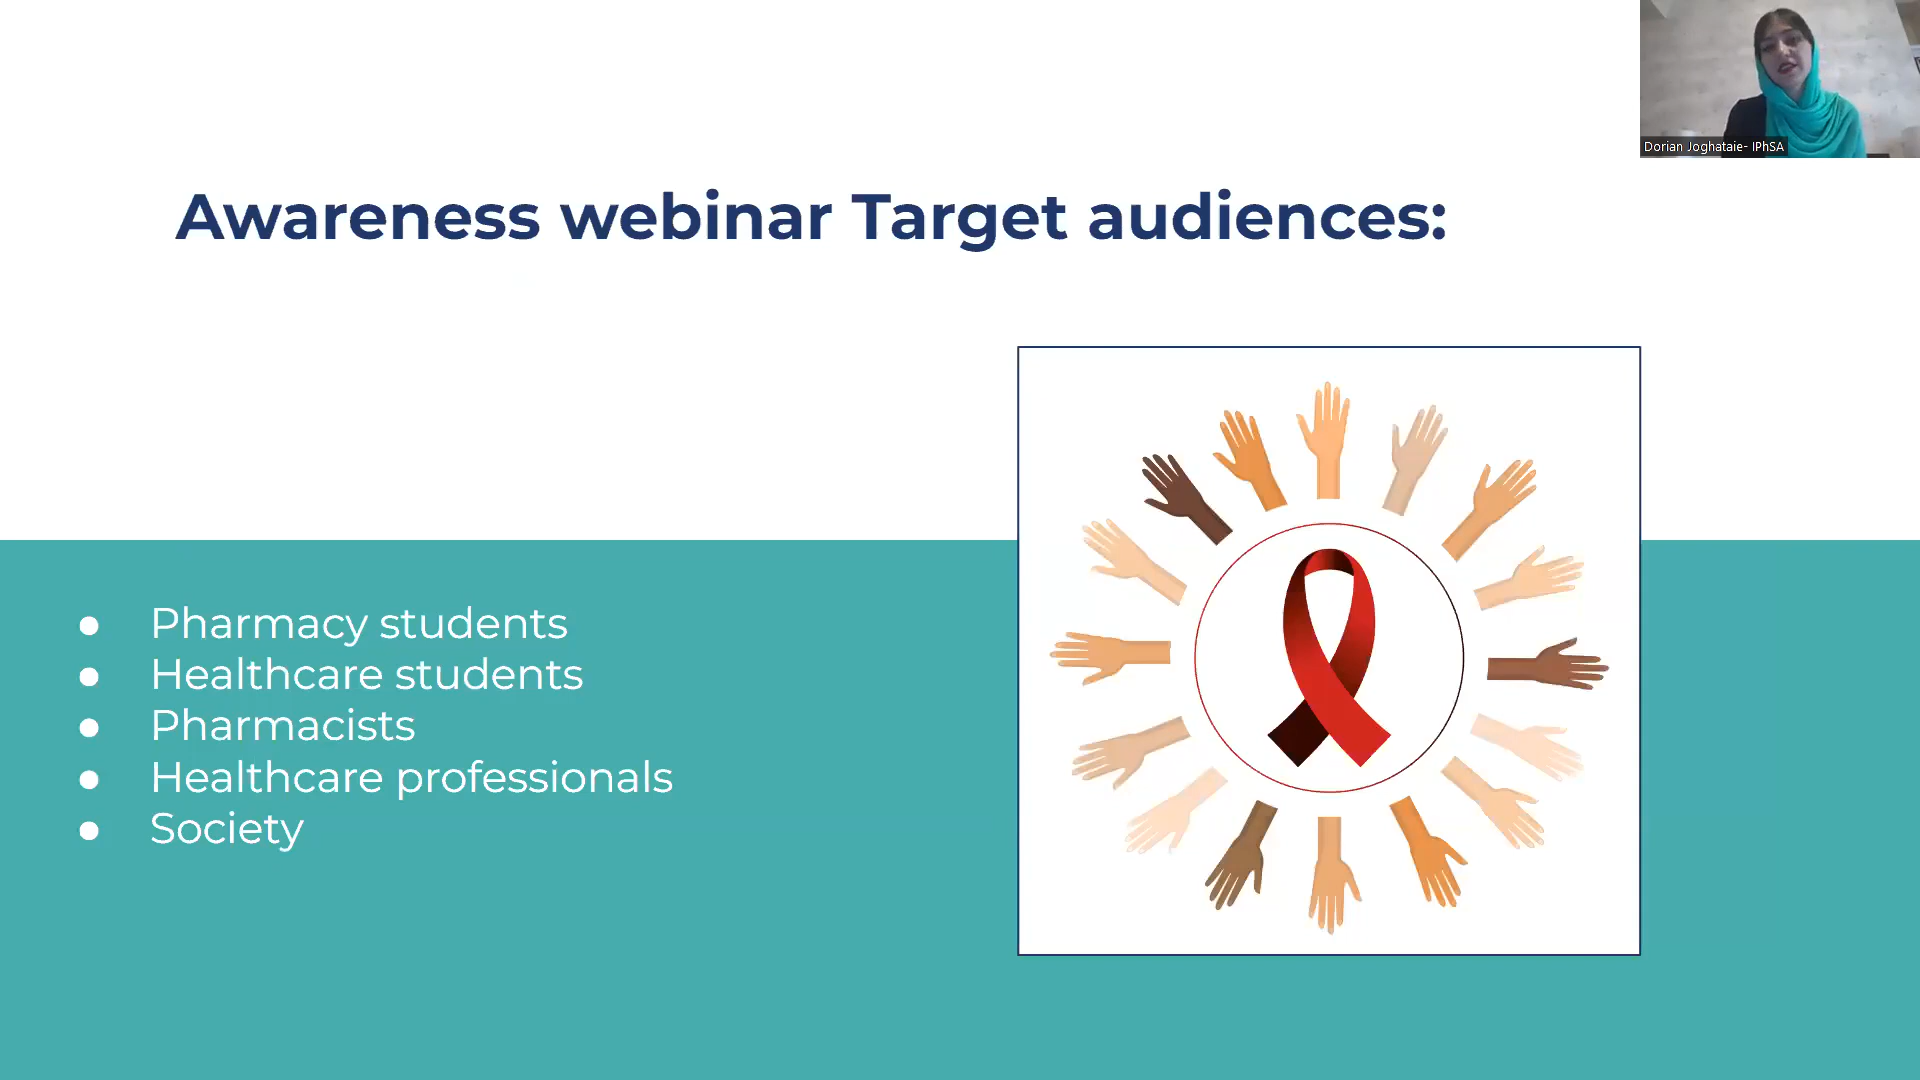 Dorian Joghataie- IPhSA
Awareness webinar Target audiences:
● Pharmacy students
● Healthcare students
● Pharmacists
● Healthcare professionals
● Society